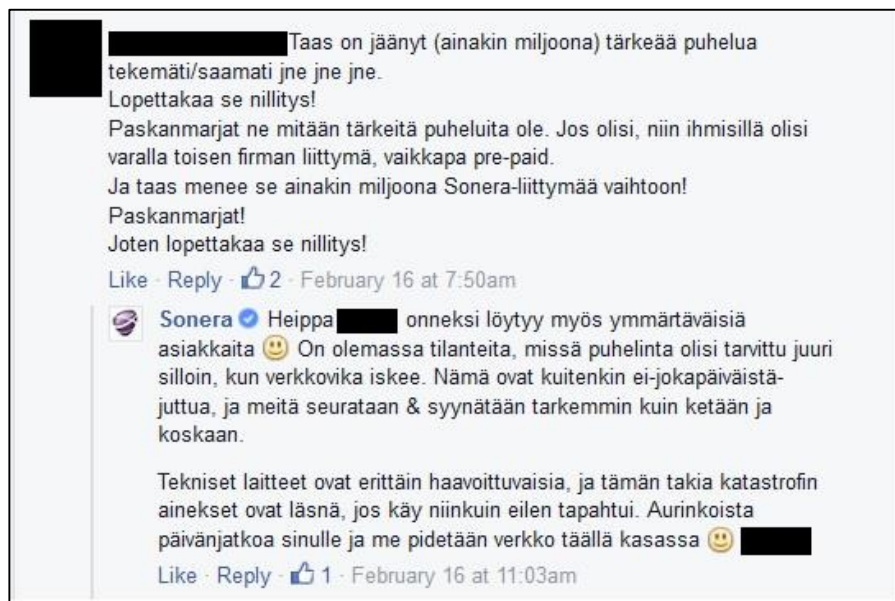 Taas on jäänyt (ainakin miljoona) tärkeää puhelua
tekemäti/saamati jne jne jne.
Lopettakaa se nillitys!
Paskanmarjat ne mitään tärkeitä puheluita ole. Jos olisi, niin ihmisillä olisi
varalla toisen firman liittymä, vaikkapa pre-paid.
Ja taas menee se ainakin miljoona Sonera-liittymää vaihtoon!
Paskanmarjat!
Joten lopettakaa se nillitys!
Like · Reply · 2 · February 16 at 7:50am
Sonera Heippa onneksi löytyy myös ymmärtäväisiä
asiakkaita 🙂 On olemassa tilanteita, missä puhelinta olisi tarvittu juuri
silloin, kun verkkovika iskee. Nämä ovat kuitenkin ei-jokapäiväistä-
juttua, ja meitä seurataan & syynätään tarkemmin kuin ketään ja
koskaan.
Tekniset laitteet ovat erittäin haavoittuvaisia, ja tämän takia katastrofin
ainekset ovat läsnä, jos käy niinkuin eilen tapahtui. Aurinkoista
päivänjatkoa sinulle ja me pidetään verkko täällä kasassa 🙂
Like · Reply · 1 · February 16 at 11:03am